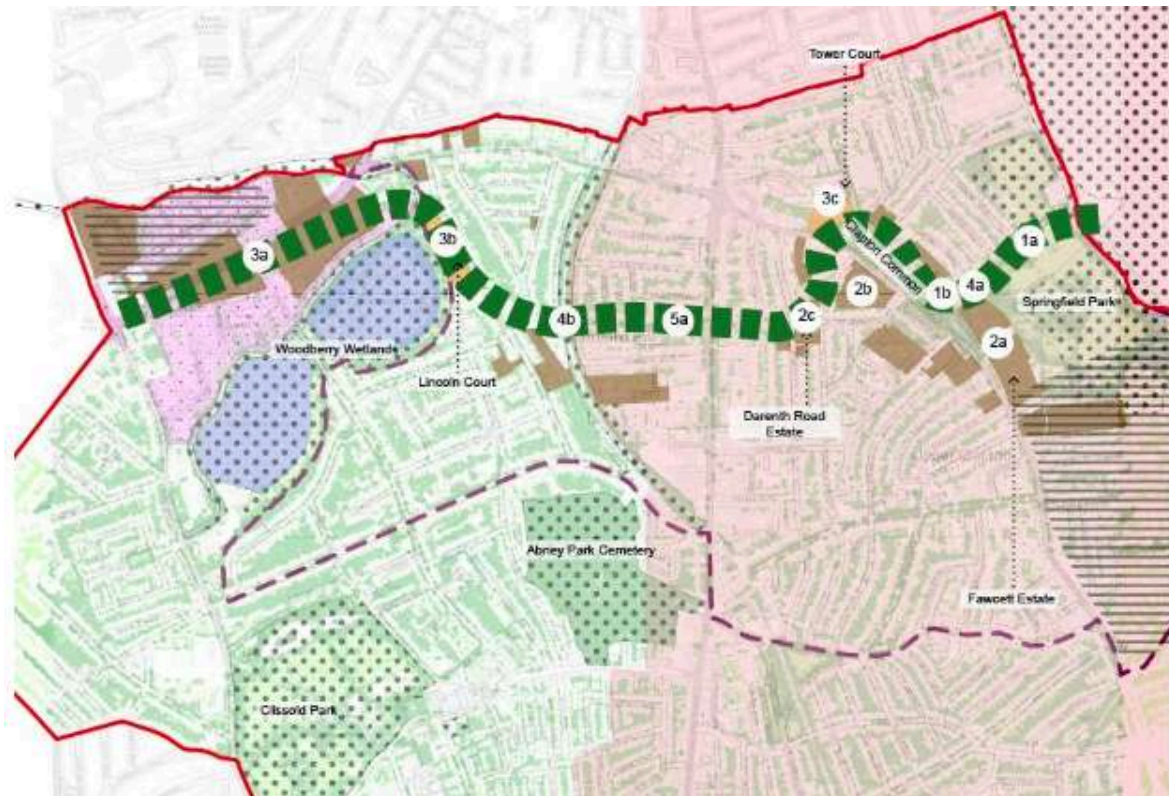 Tower Court
3c
3b
3a
Clapton Common
1a
4a
1b
2b
Springfield Park
2c
4b
5a
2a
Woodberry Wetlands
Lincoln Court
Darenth Road
Estate
Abney Park Cemetery
Fawcett Estate
Clissold Park